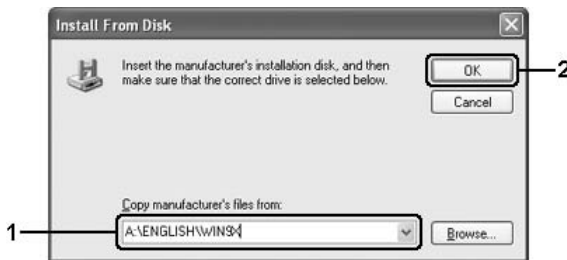 Install From Disk
Insert the manufacturer's installation disk, and then
make sure that the correct drive is selected below.
OK
2
Cancel
Copy manufacturer's files from:
1
A:\ENGLISH\WIN9X
Browse...